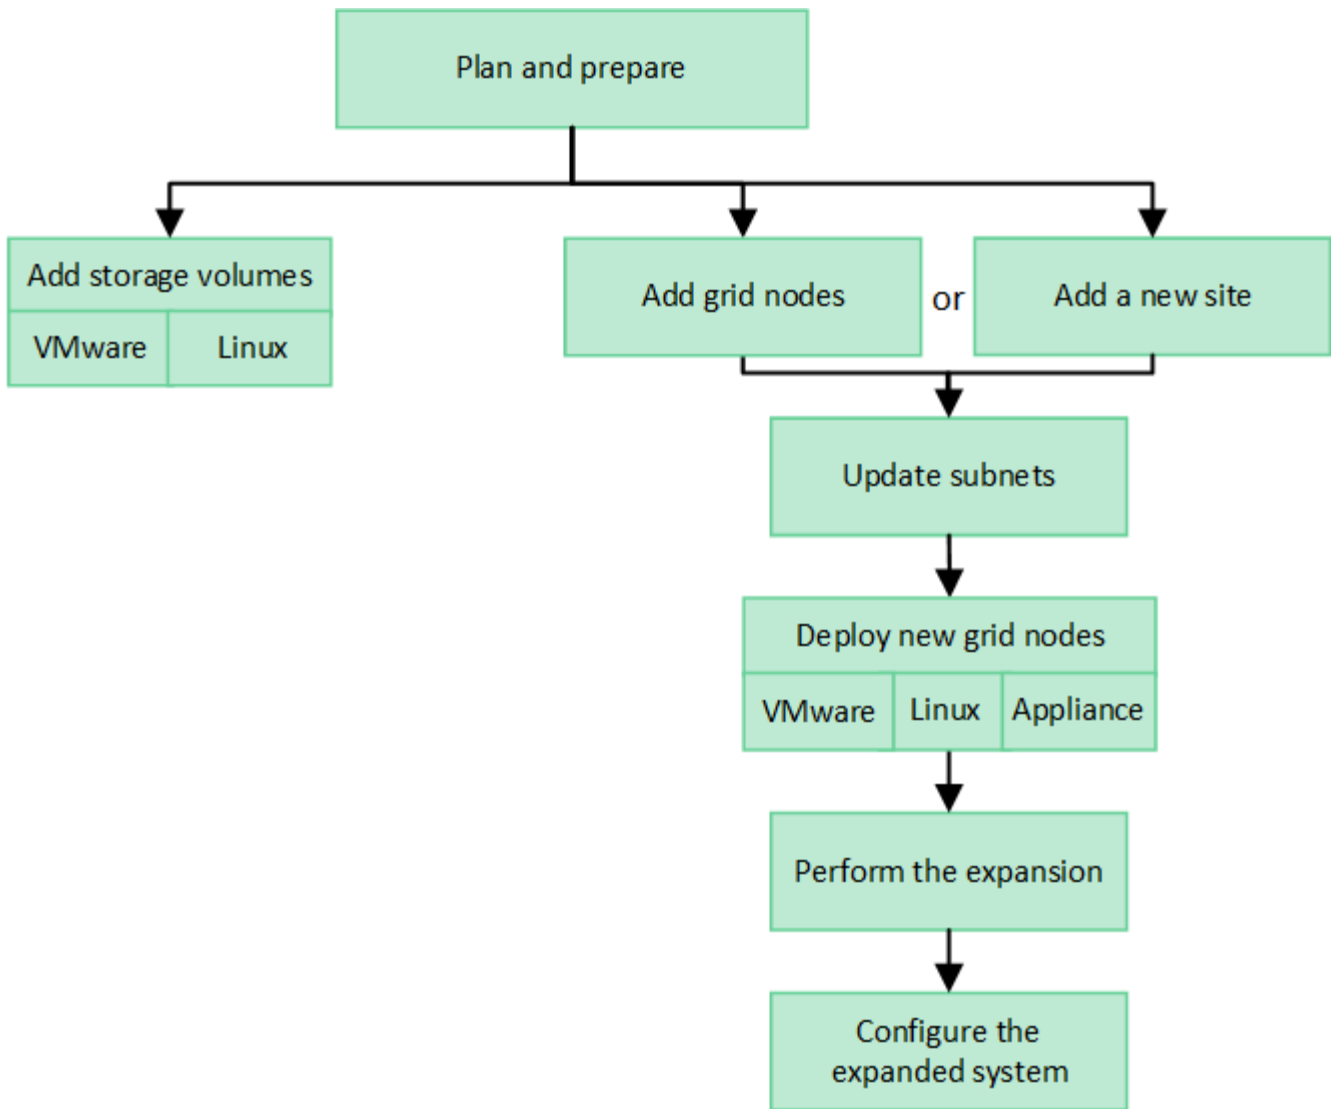 Plan and prepare
Add storage volumes
VMware
Linux
Add grid nodes
or
Add a new site
Update subnets
Deploy new grid nodes
VMware
Linux
Appliance
Perform the expansion
Configure the
expanded system